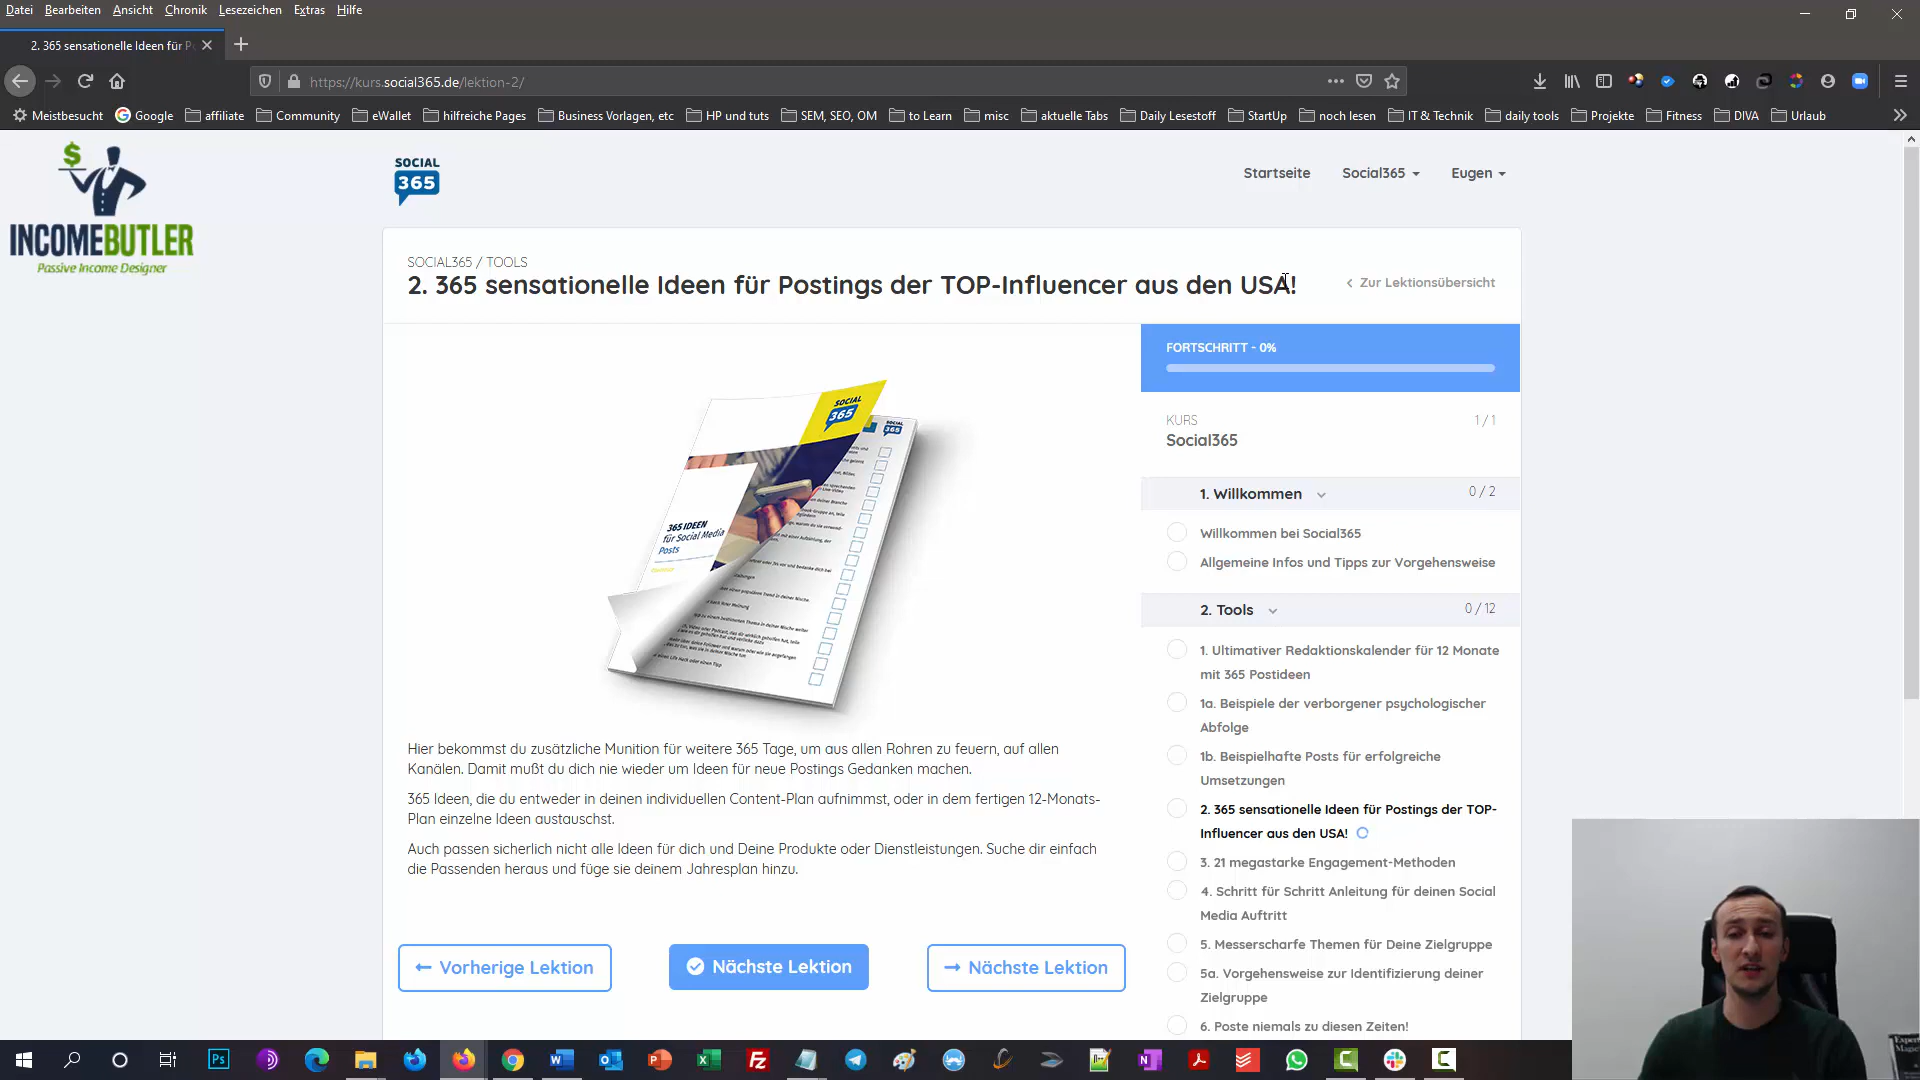 Datei Bearbeiten Ansicht Chronik Lesezeichen Extras Hilfe
2. 365 sensationelle Ideen für P
https://kurs.social365.de/lektion-2/
Meistbesucht Google affiliate Community eWallet hilfreiche Pages Business Vorlagen, etc HP und tuts SEM, SEO, OM to Learn misc aktuelle Tabs Daily Lesestoff StartUp noch lesen IT & Technik daily tools Projekte Fitness DIVA Urlaub
$
INCOMEBUTLER
Passive Income Designer
SOCIAL
365
Startseite Social365 Eugen
SOCIAL365 / TOOLS
2. 365 sensationelle Ideen für Postings der TOP-Influencer aus den USA!
Zur Lektionsübersicht
SOCIAL
365
SOCIAL
365
365 IDEEN
für Social Media
Posts
Hier bekommst du zusätzliche Munition für weitere 365 Tage, um aus allen Rohren zu feuern, auf allen
Kanälen. Damit mußt du dich nie wieder um Ideen für neue Postings Gedanken machen.
365 Ideen, die du entweder in deinen individuellen Content-Plan aufnimmst, oder in dem fertigen 12-Monats-
Plan einzelne Ideen austauschst.
Auch passen sicherlich nicht alle Ideen für dich und Deine Produkte oder Dienstleistungen. Suche dir einfach
die Passenden heraus und füge sie deinem Jahresplan hinzu.
Vorherige Lektion
Nächste Lektion
Nächste Lektion
FORTSCHRITT - 0%
KURS 1 / 1
Social365
1. Willkommen 0 / 2
Willkommen bei Social365
Allgemeine Infos und Tipps zur Vorgehensweise
2. Tools 0 / 12
1. Ultimativer Redaktionskalender für 12 Monate
mit 365 Postideen
1a. Beispiele der verborgener psychologischer
Abfolge
1b. Beispielhafte Posts für erfolgreiche
Umsetzungen
2. 365 sensationelle Ideen für Postings der TOP-
Influencer aus den USA!
3. 21 megastarke Engagement-Methoden
4. Schritt für Schritt Anleitung für deinen Social
Media Auftritt
5. Messerscharfe Themen für Deine Zielgruppe
5a. Vorgehensweise zur Identifizierung deiner
Zielgruppe
6. Poste niemals zu diesen Zeiten!
Ps